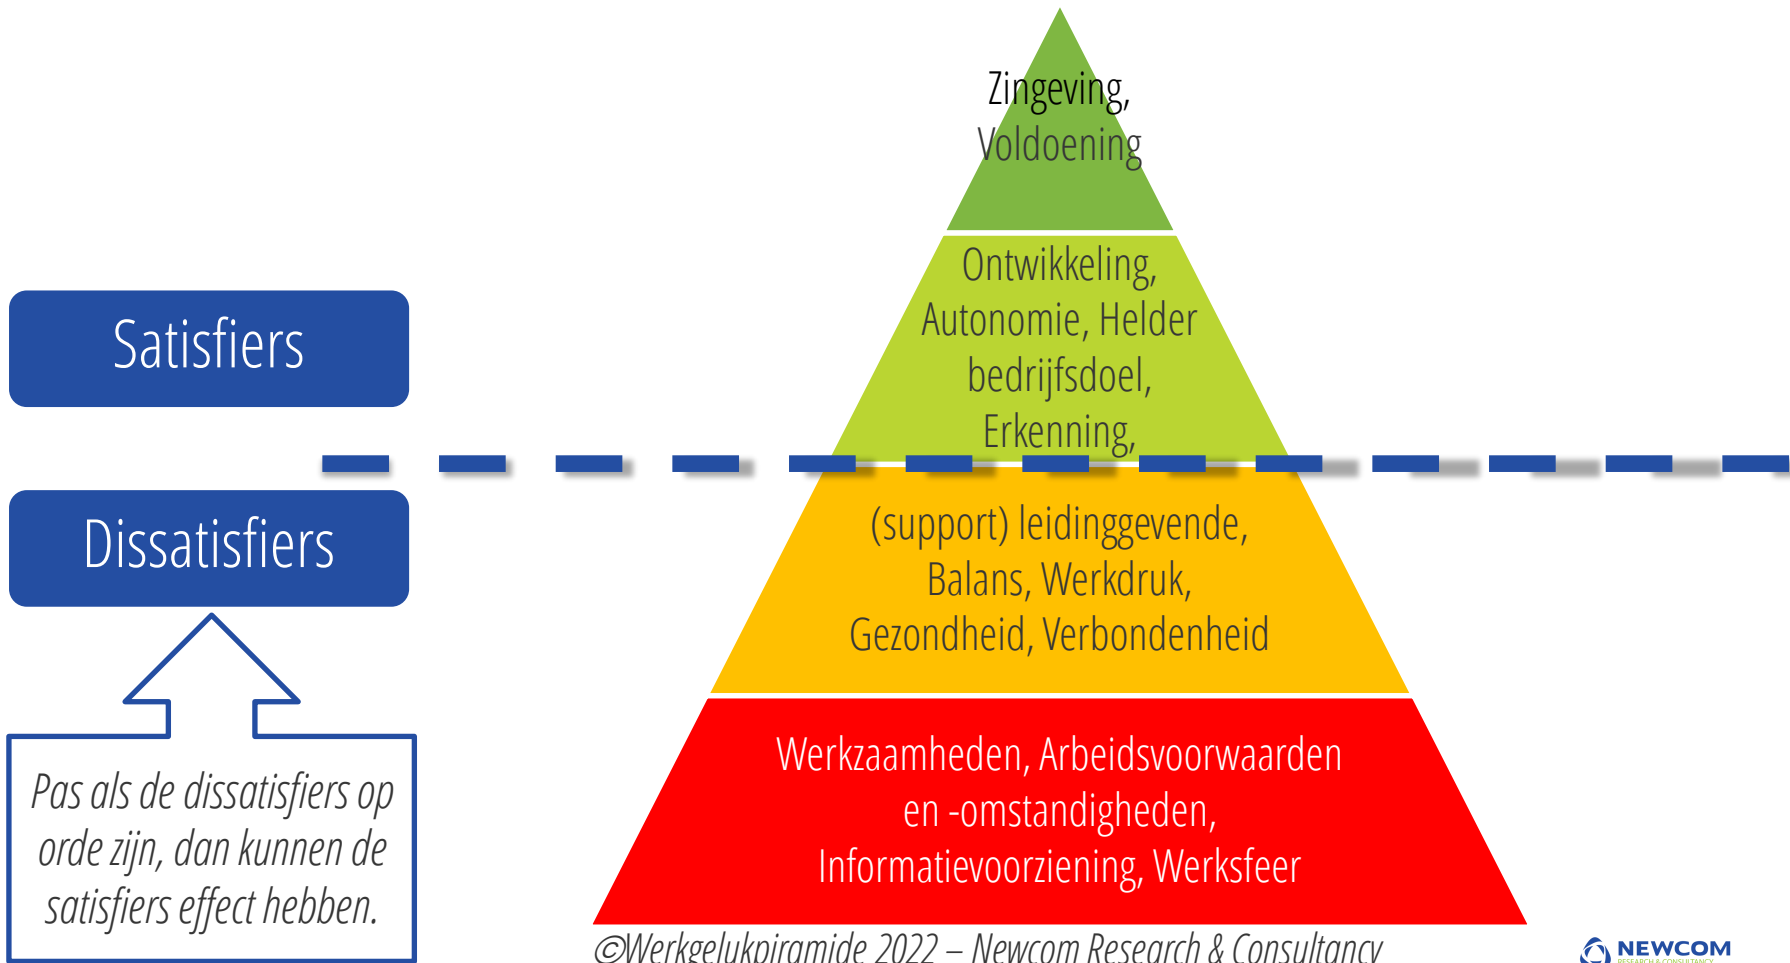 Zingeving,
Voldoening
Ontwikkeling,
Autonomie, Helder
bedrijfsdoel,
Erkenning,
Satisfiers
Dissatisfiers
(support) leidinggevende,
Balans, Werkdruk,
Gezondheid, Verbondenheid
Pas als de dissatisfiers op
orde zijn, dan kunnen de
satisfiers effect hebben.
Werkzaamheden, Arbeidsvoorwaarden
en -omstandigheden,
Informatievoorziening, Werksfeer
©Werkgelukpiramide 2022 – Newcom Research & Consultancy
NEWCOM
RESEARCH & CONSULTANCY